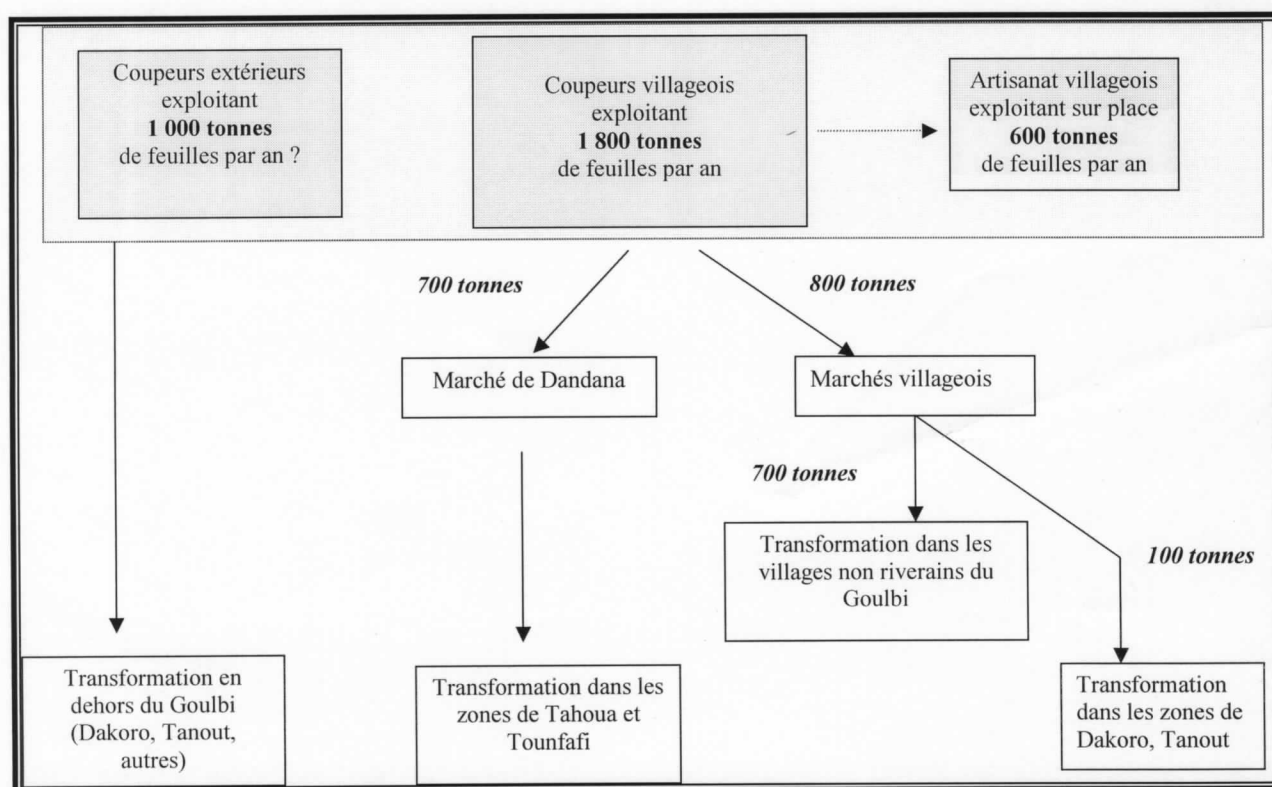 Coupeurs extérieurs
exploitant
1 000 tonnes
de feuilles par an ?
Coupeurs villageois
exploitant
1 800 tonnes
de feuilles par an
Artisanat villageois
exploitant sur place
600 tonnes
de feuilles par an
700 tonnes
800 tonnes
Marché de Dandana
Marchés villageois
700 tonnes
100 tonnes
Transformation dans les
villages non riverains du
Goulbi
Transformation en
dehors du Goulbi
(Dakoro, Tanout,
autres)
Transformation dans les
zones de Tahoua et
Tounfafi
Transformation
dans les zones de
Dakoro, Tanout